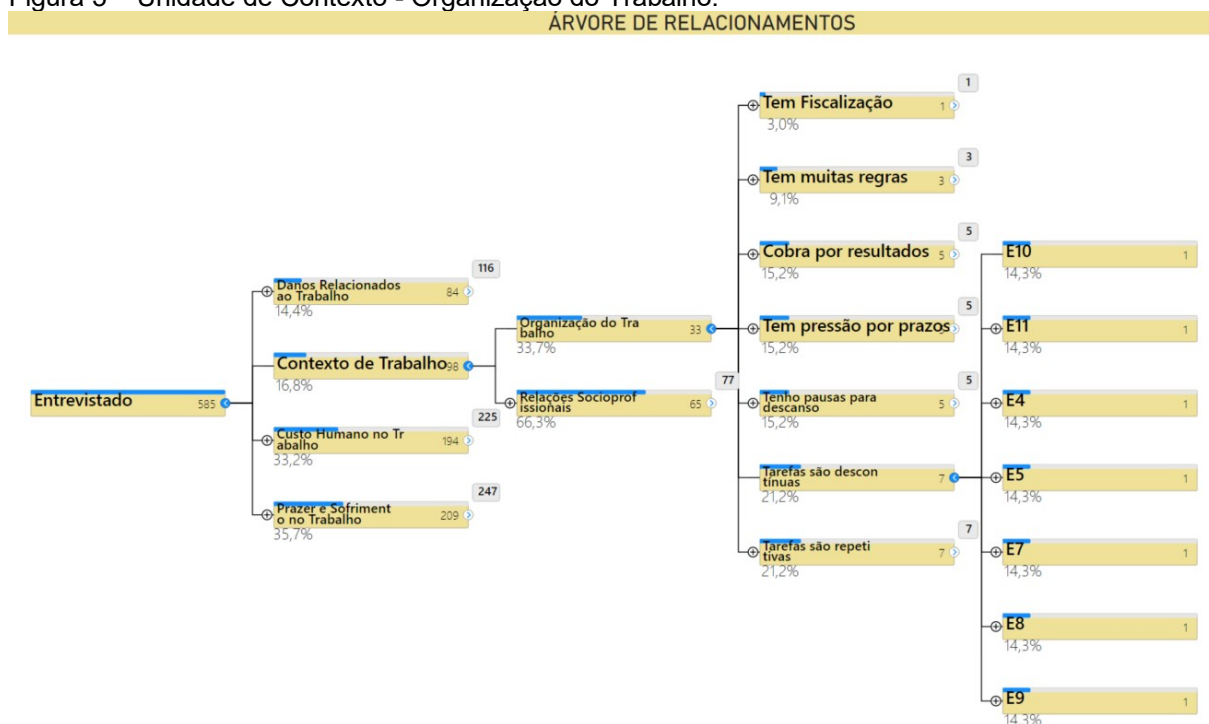 Figura 5 – Unidade de Contexto - Organização do Trabalho.
ÁRVORE DE RELACIONAMENTOS
Entrevistado 585
116
Danos Relacionados
ao Trabalho 84
14,4%
Contexto de Trabalho 98
16,8%
225
Custo Humano no Tr
abalho 194
33,2%
247
Prazer e Sofriment
o no Trabalho 209
35,7%
Organização do Tra
balho 33
33,7%
77
Relações Socioprof
issionais 65
66,3%
1
Tem Fiscalização 1
3,0%
3
Tem muitas regras 3
9,1%
5
Cobra por resultados 5
15,2%
5
Tem pressão por prazos 5
15,2%
5
Tenho pausas para
descanso 5
15,2%
Tarefas são descon
tínuas 7
21,2%
7
Tarefas são repeti
tivas 7
21,2%
E10 1
14,3%
E11 1
14,3%
E4 1
14,3%
E5 1
14,3%
E7 1
14,3%
E8 1
14,3%
E9 1
14,3%